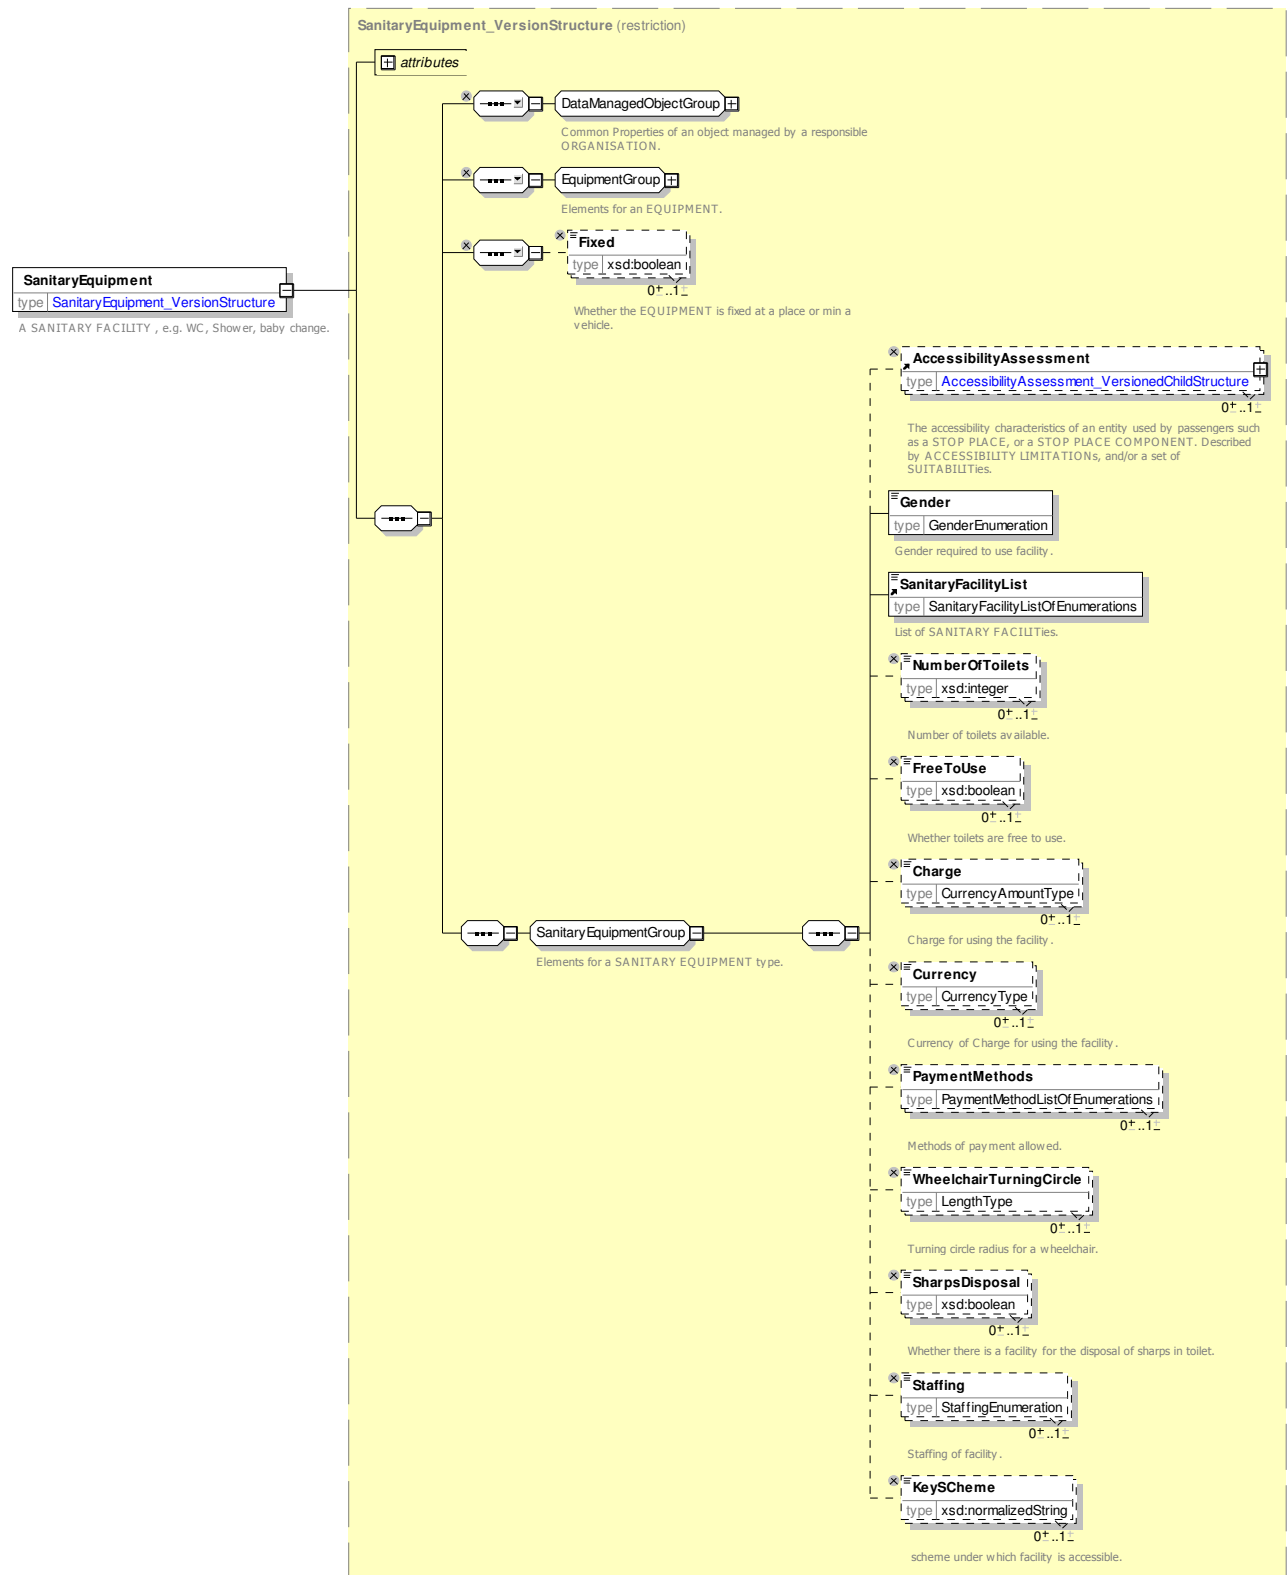 SanitaryEquipment_VersionStructure (restriction)
attributes
DataManagedObjectGroup
Common Properties of an object managed by a responsible
ORGANISATION.
EquipmentGroup
Elements for an EQUIPMENT.
Fixed
type xsd:boolean
0..1
Whether the EQUIPMENT is fixed at a place or min a
vehicle.
SanitaryEquipment
type SanitaryEquipment_VersionStructure
A SANITARY FACILITY , e.g. WC, Shower, baby change.
AccessibilityAssessment
type AccessibilityAssessment_VersionedChildStructure
0..1
The accessibility characteristics of an entity used by passengers such
as a STOP PLACE, or a STOP PLACE COMPONENT. Described
by ACCESSIBILITY LIMITATIONs, and/or a set of
SUITABILITies.
Gender
type GenderEnumeration
Gender required to use facility.
SanitaryFacilityList
type SanitaryFacilityListOfEnumerations
List of SANITARY FACILITies.
NumberOfToilets
type xsd:integer
0..1
Number of toilets available.
FreeToUse
type xsd:boolean
0..1
Whether toilets are free to use.
Charge
type CurrencyAmountType
0..1
Charge for using the facility.
SanitaryEquipmentGroup
Elements for a SANITARY EQUIPMENT type.
Currency
type CurrencyType
0..1
Currency of Charge for using the facility.
PaymentMethods
type PaymentMethodListOfEnumerations
0..1
Methods of payment allowed.
WheelchairTurningCircle
type LengthType
0..1
Turning circle radius for a wheelchair.
SharpsDisposal
type xsd:boolean
0..1
Whether there is a facility for the disposal of sharps in toilet.
Staffing
type StaffingEnumeration
0..1
Staffing of facility.
KeySCheme
type xsd:normalizedString
0..1
scheme under which facility is accessible.